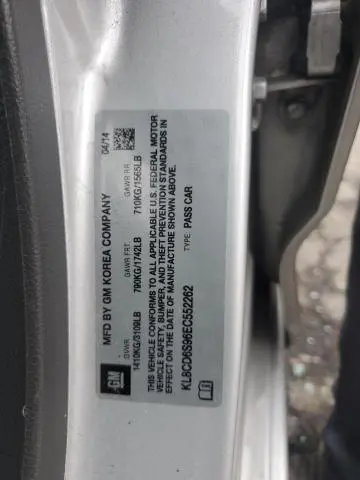 GM
MFD BY GM KOREA COMPANY
04/14
GVWR
GAWR FRT
GAWR RR
1410KG/3109LB
790KG/1742LB
710KG/1565LB
THIS VEHICLE CONFORMS TO ALL APPLICABLE U.S. FEDERAL MOTOR
VEHICLE SAFETY, BUMPER, AND THEFT PREVENTION STANDARDS IN
EFFECT ON THE DATE OF MANUFACTURE SHOWN ABOVE.
KL8CD6S96EC552262
TYPE: PASS CAR